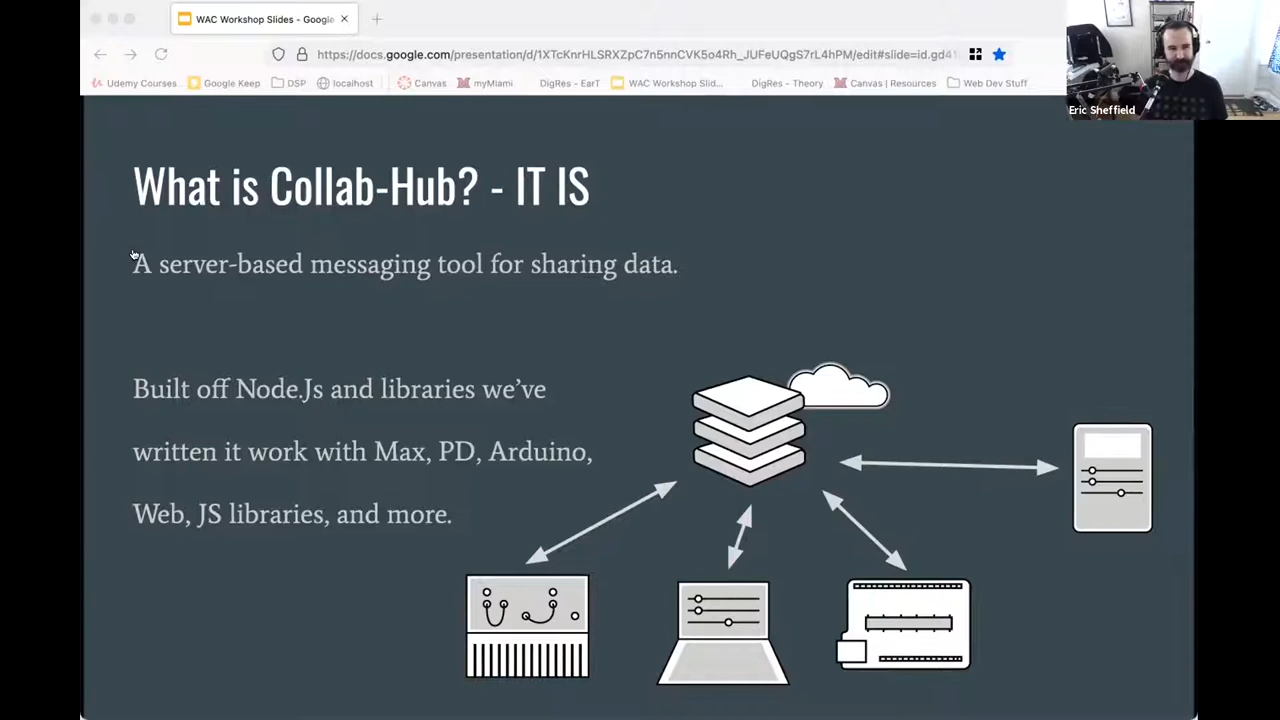 WAC Workshop Slides - Google
https://docs.google.com/presentation/d/1XTcKnrHLSRXZpC7n5nnCVK5o4Rh_JUFeUQgS7rL4hPM/edit#slide=id.gd41
Udemy Courses Google Keep DSP localhost Canvas myMiami DigRes - EarT WAC Workshop Slid... DigRes - Theory Canvas | Resources Web Dev Stuff
Eric Sheffield
What is Collab-Hub? - IT IS
A server-based messaging tool for sharing data.
Built off Node.Js and libraries we've
written it work with Max, PD, Arduino,
Web, JS libraries, and more.